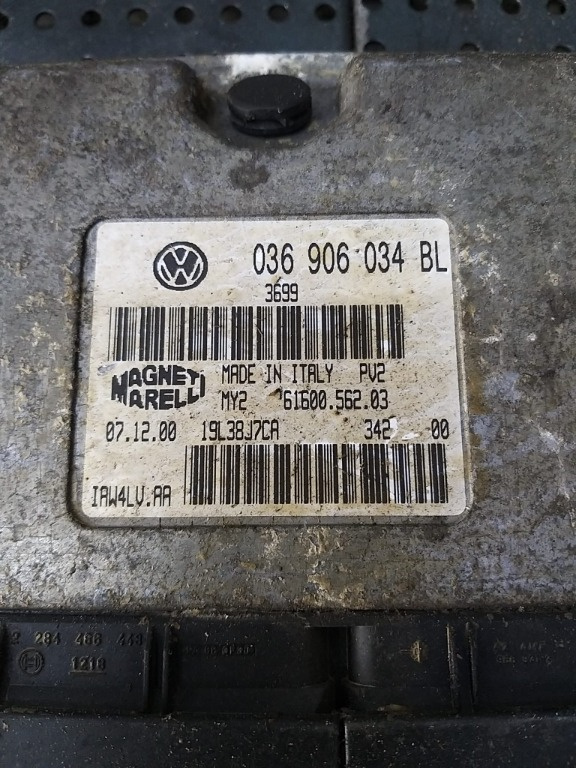 036 906 034 BL
3699
MAGNETI MARELLI
MADE IN ITALY PV2
MY2 61600.562.03
07.12.00 19L38J7CA 342 00
IAW4LV.AA
1218